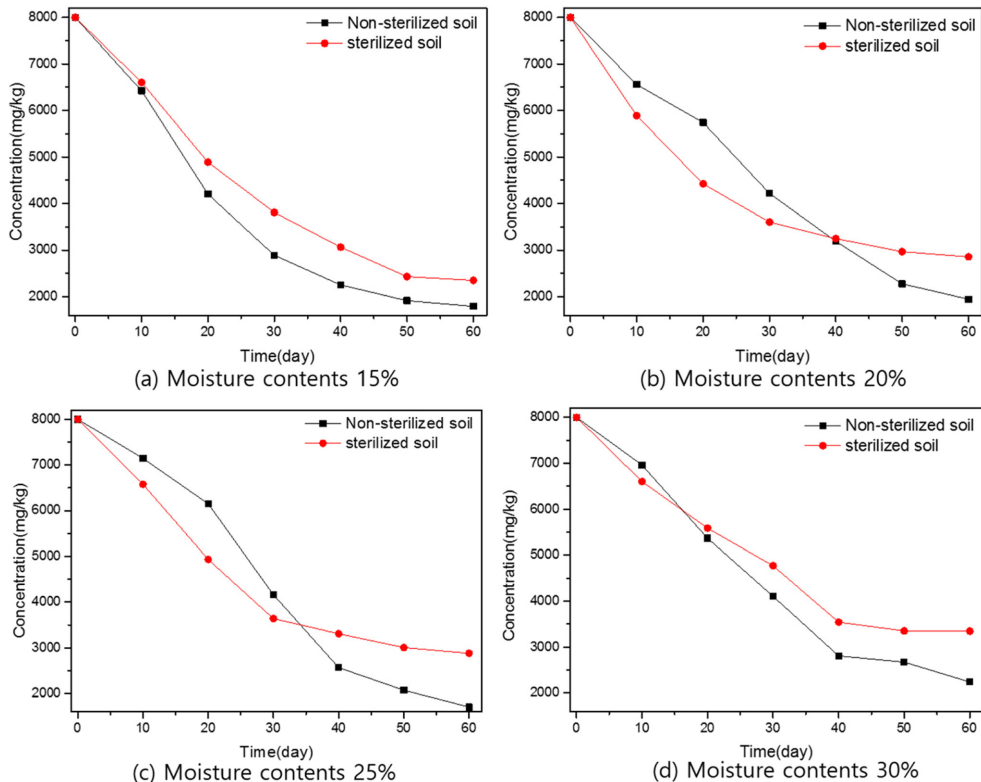 Non-sterilized soil
sterilized soil
8000
7000
6000
5000
4000
3000
2000
Concentration(mg/kg)
0 10 20 30 40 50 60
Time(day)
(a) Moisture contents 15%
Non-sterilized soil
sterilized soil
8000
7000
6000
5000
4000
3000
2000
Concentration(mg/kg)
0 10 20 30 40 50 60
Time(day)
(b) Moisture contents 20%
Non-sterilized soil
sterilized soil
8000
7000
6000
5000
4000
3000
2000
Concentration(mg/kg)
0 10 20 30 40 50 60
Time(day)
(c) Moisture contents 25%
Non-sterilized soil
sterilized soil
8000
7000
6000
5000
4000
3000
2000
Concentration(mg/kg)
0 10 20 30 40 50 60
Time(day)
(d) Moisture contents 30%